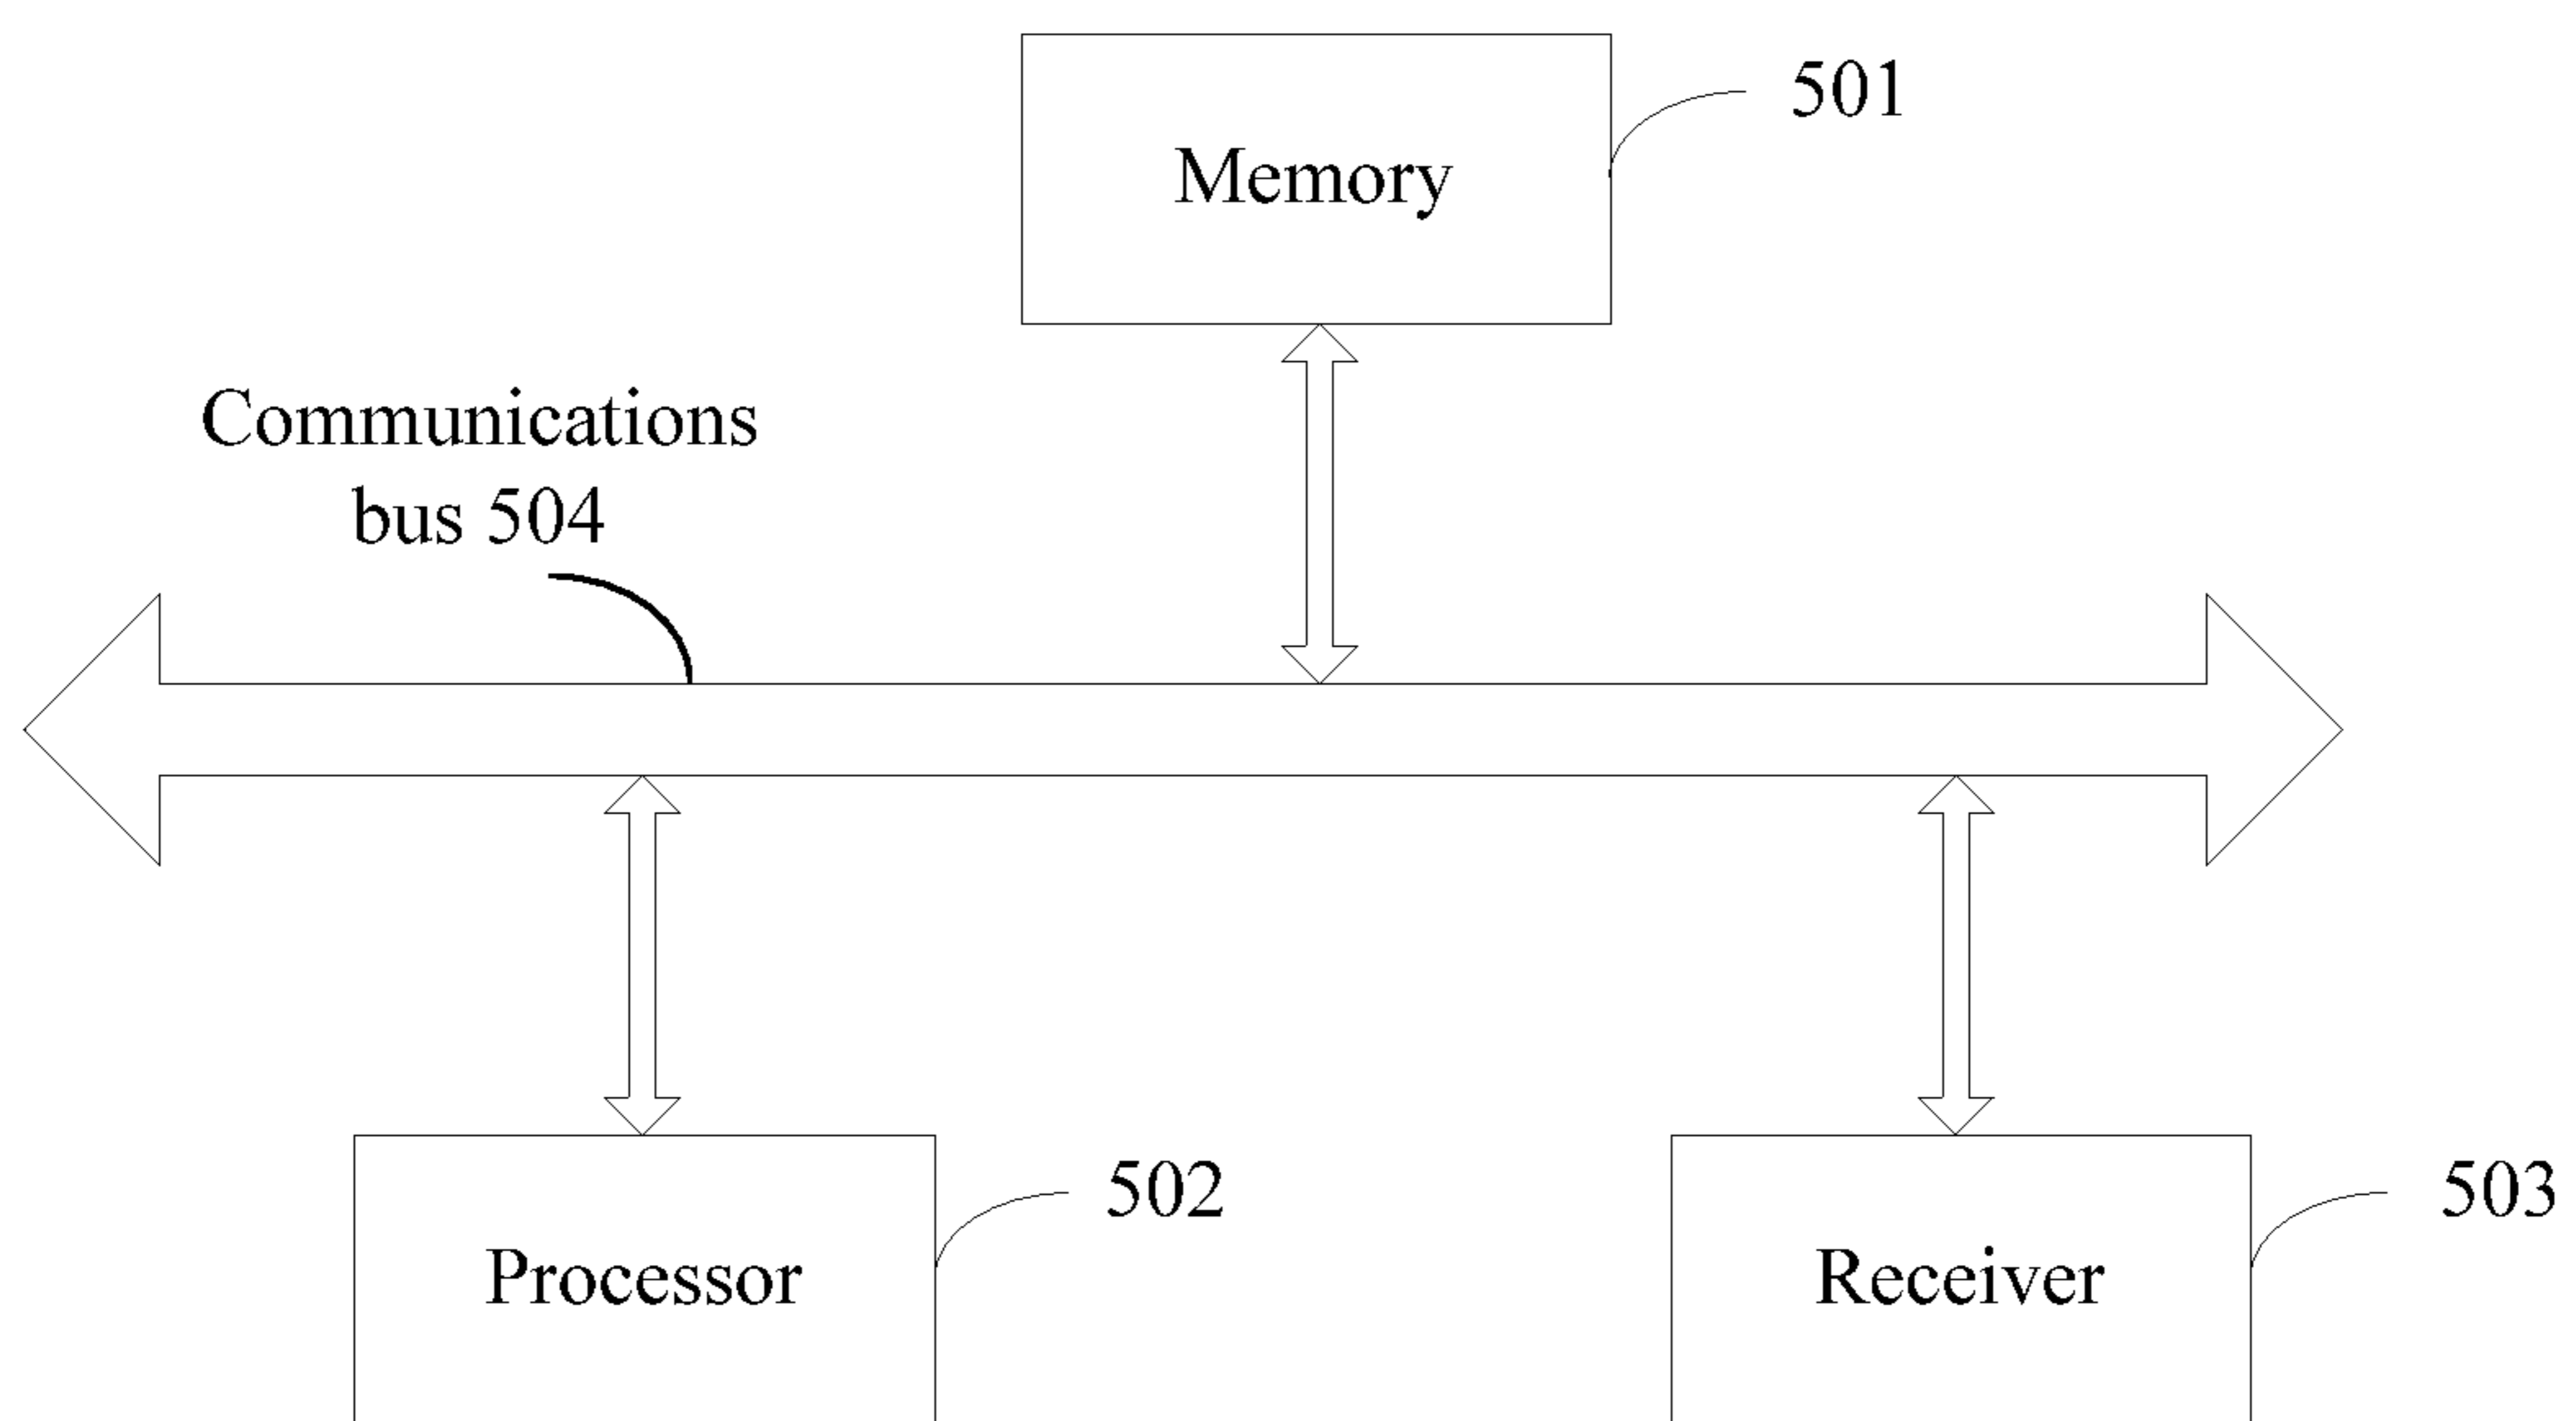 501
Memory
Communications
bus 504
502
503
Processor
Receiver